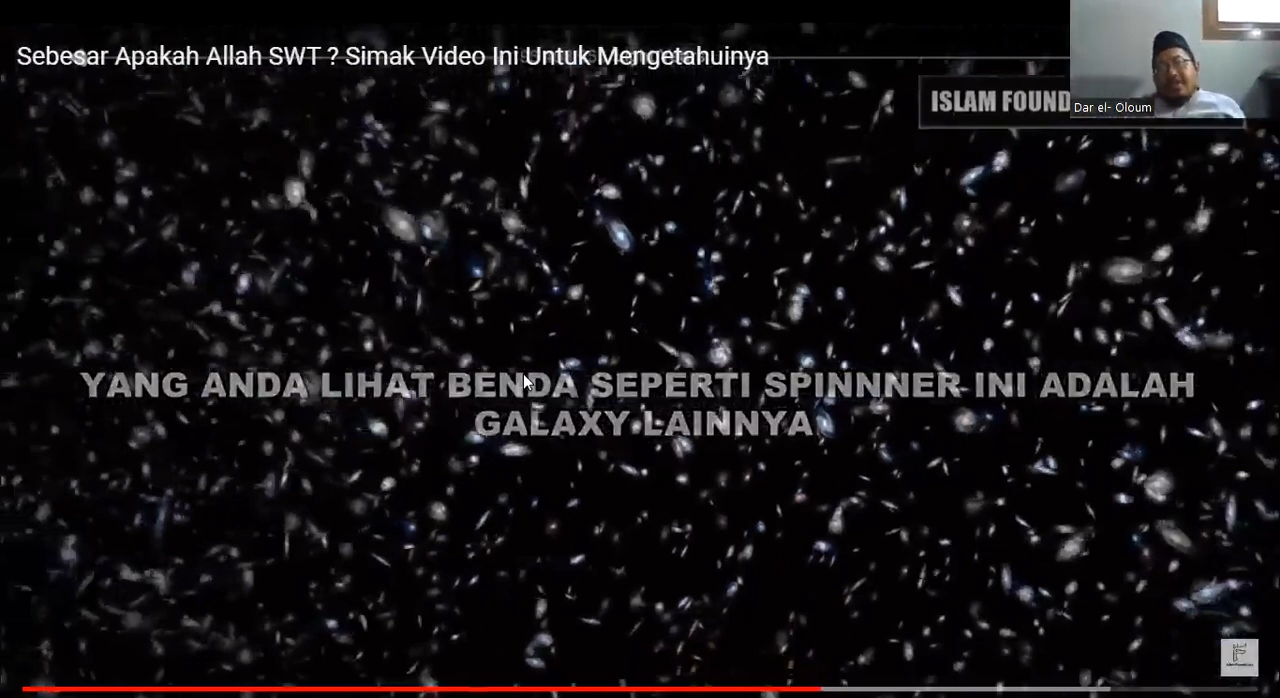 Sebesar Apakah Allah SWT ? Simak Video Ini Untuk Mengetahuinya
ISLAM FOUND
Dar el- Oloum
YANG ANDA LIHAT BENDA SEPERTI SPINNNER INI ADALAH
GALAXY LAINNYA